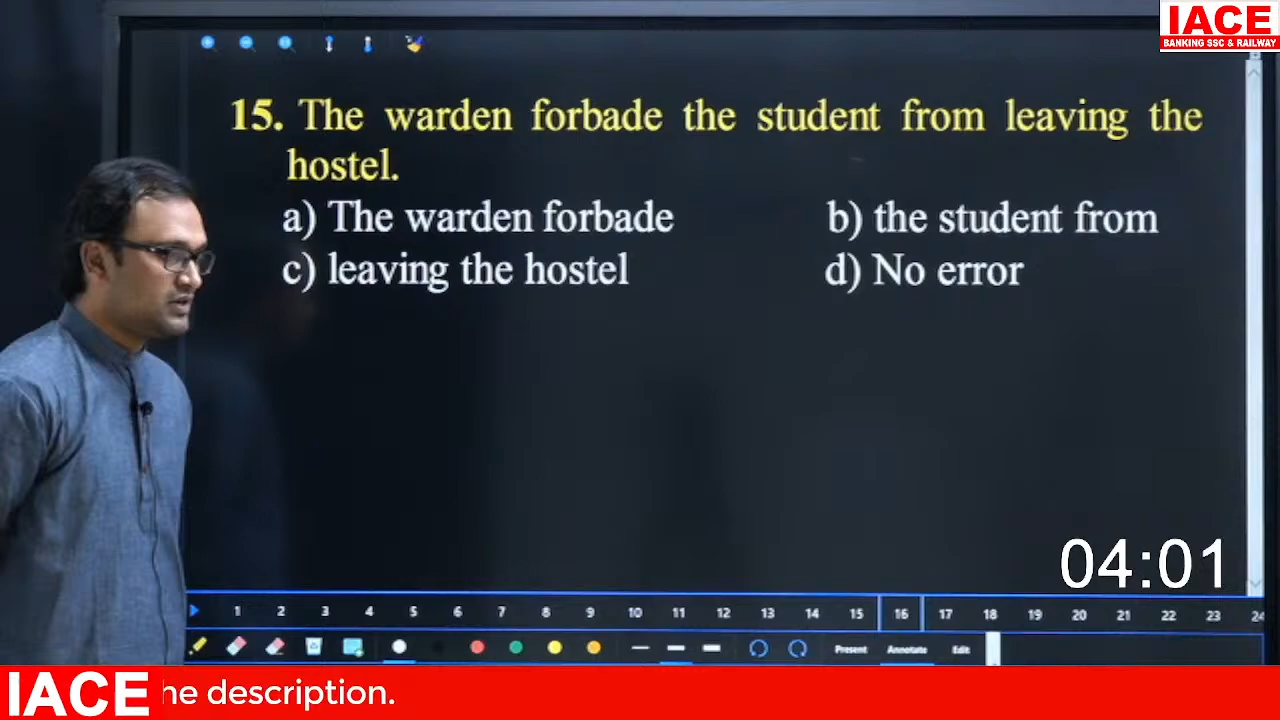 IACE
BANKING SSC & RAILWAY
15. The warden forbade the student from leaving the
hostel.
a) The warden forbade b) the student from
c) leaving the hostel d) No error
04:01
1 2 3 4 5 6 7 8 9 10 11 12 13 14 15 16 17 18 19 20 21 22 23 24
Present Annotate Edit
IACE he description.